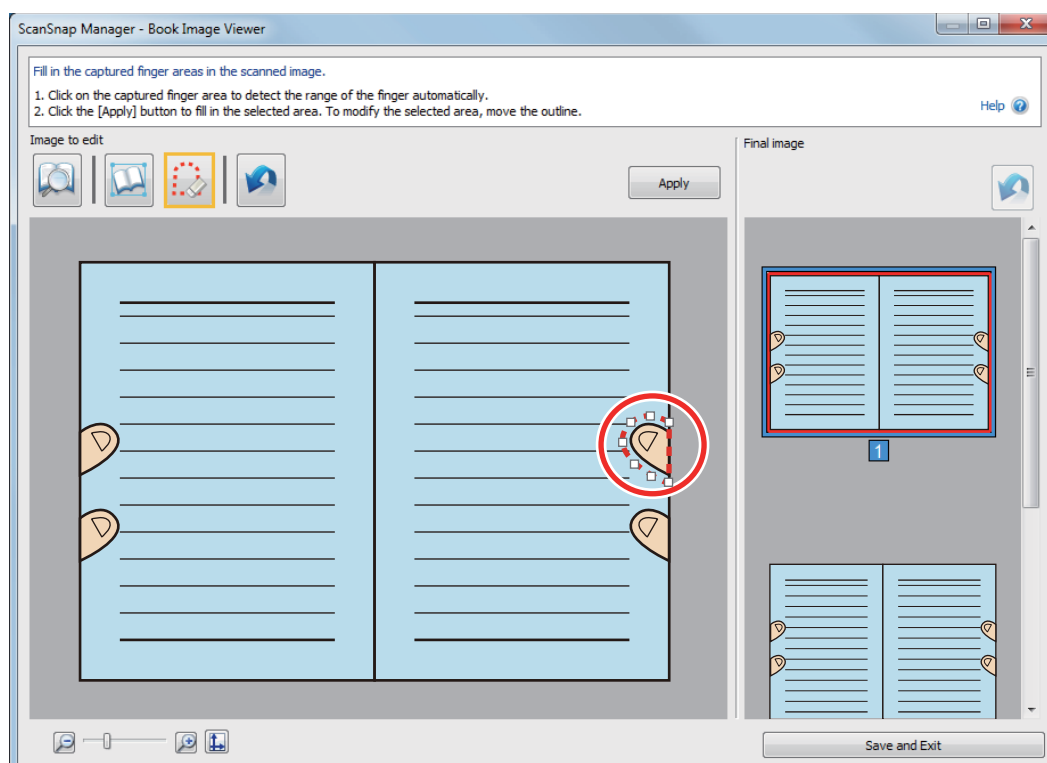 ScanSnap Manager - Book Image Viewer
Fill in the captured finger areas in the scanned image.
1. Click on the captured finger area to detect the range of the finger automatically.
2. Click the [Apply] button to fill in the selected area. To modify the selected area, move the outline.
Help
Image to edit
Final image
Apply
1
Save and Exit